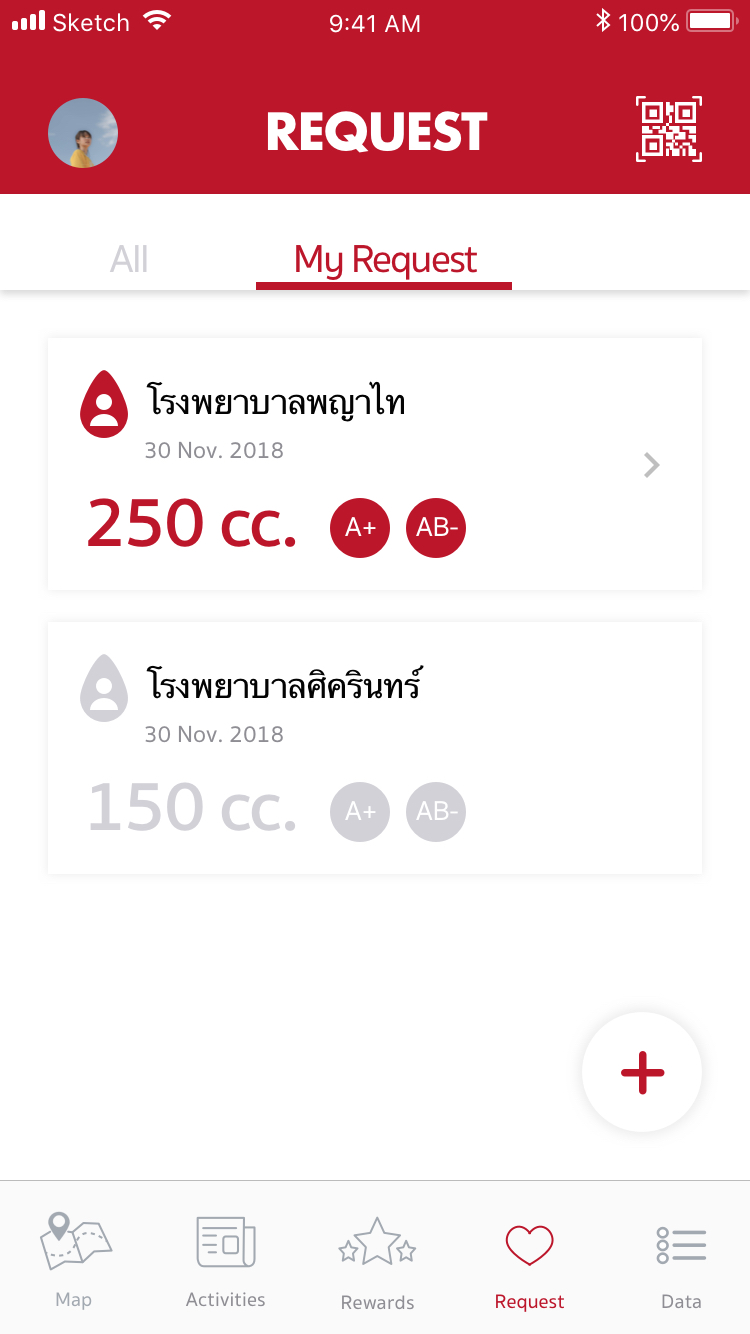 Sketch 9:41 AM 100%
REQUEST
All My Request
โรงพยาบาลพญาไท
30 Nov. 2018
250 cc. A+ AB-
โรงพยาบาลศิครินทร์
30 Nov. 2018
150 cc. A+ AB-
Map Activities Rewards Request Data